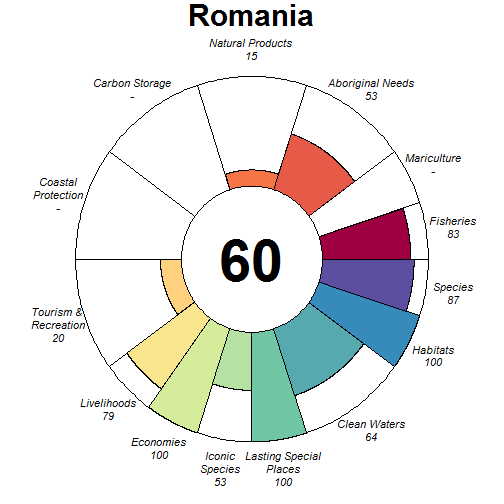 Romania
Natural Products
15
Carbon Storage
-
Aboriginal Needs
53
Mariculture
-
Coastal
Protection
-
Fisheries
83
60
Species
87
Tourism &
Recreation
20
Habitats
100
Livelihoods
79
Clean Waters
64
Economies
100
Iconic
Species
53
Lasting Special
Places
100